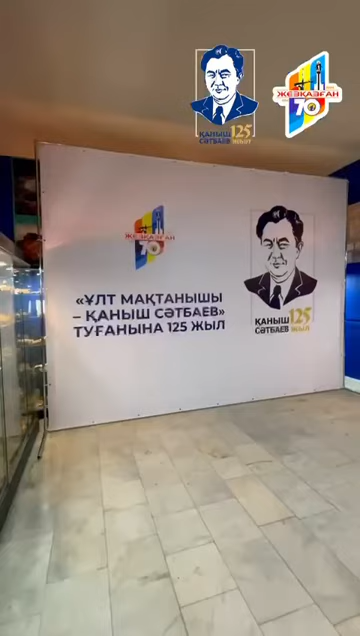 ҚАНЫШ 125
СӘТБАЕВ ЖЫЛ
ЖЕЗҚАЗҒАН
70
ЖЕЗҚАЗҒАН
70
«ҰЛТ МАҚТАНЫШЫ
– ҚАНЫШ СӘТБАЕВ»
ТУҒАНЫНА 125 ЖЫЛ
ҚАНЫШ 125
СӘТБАЕВ ЖЫЛ